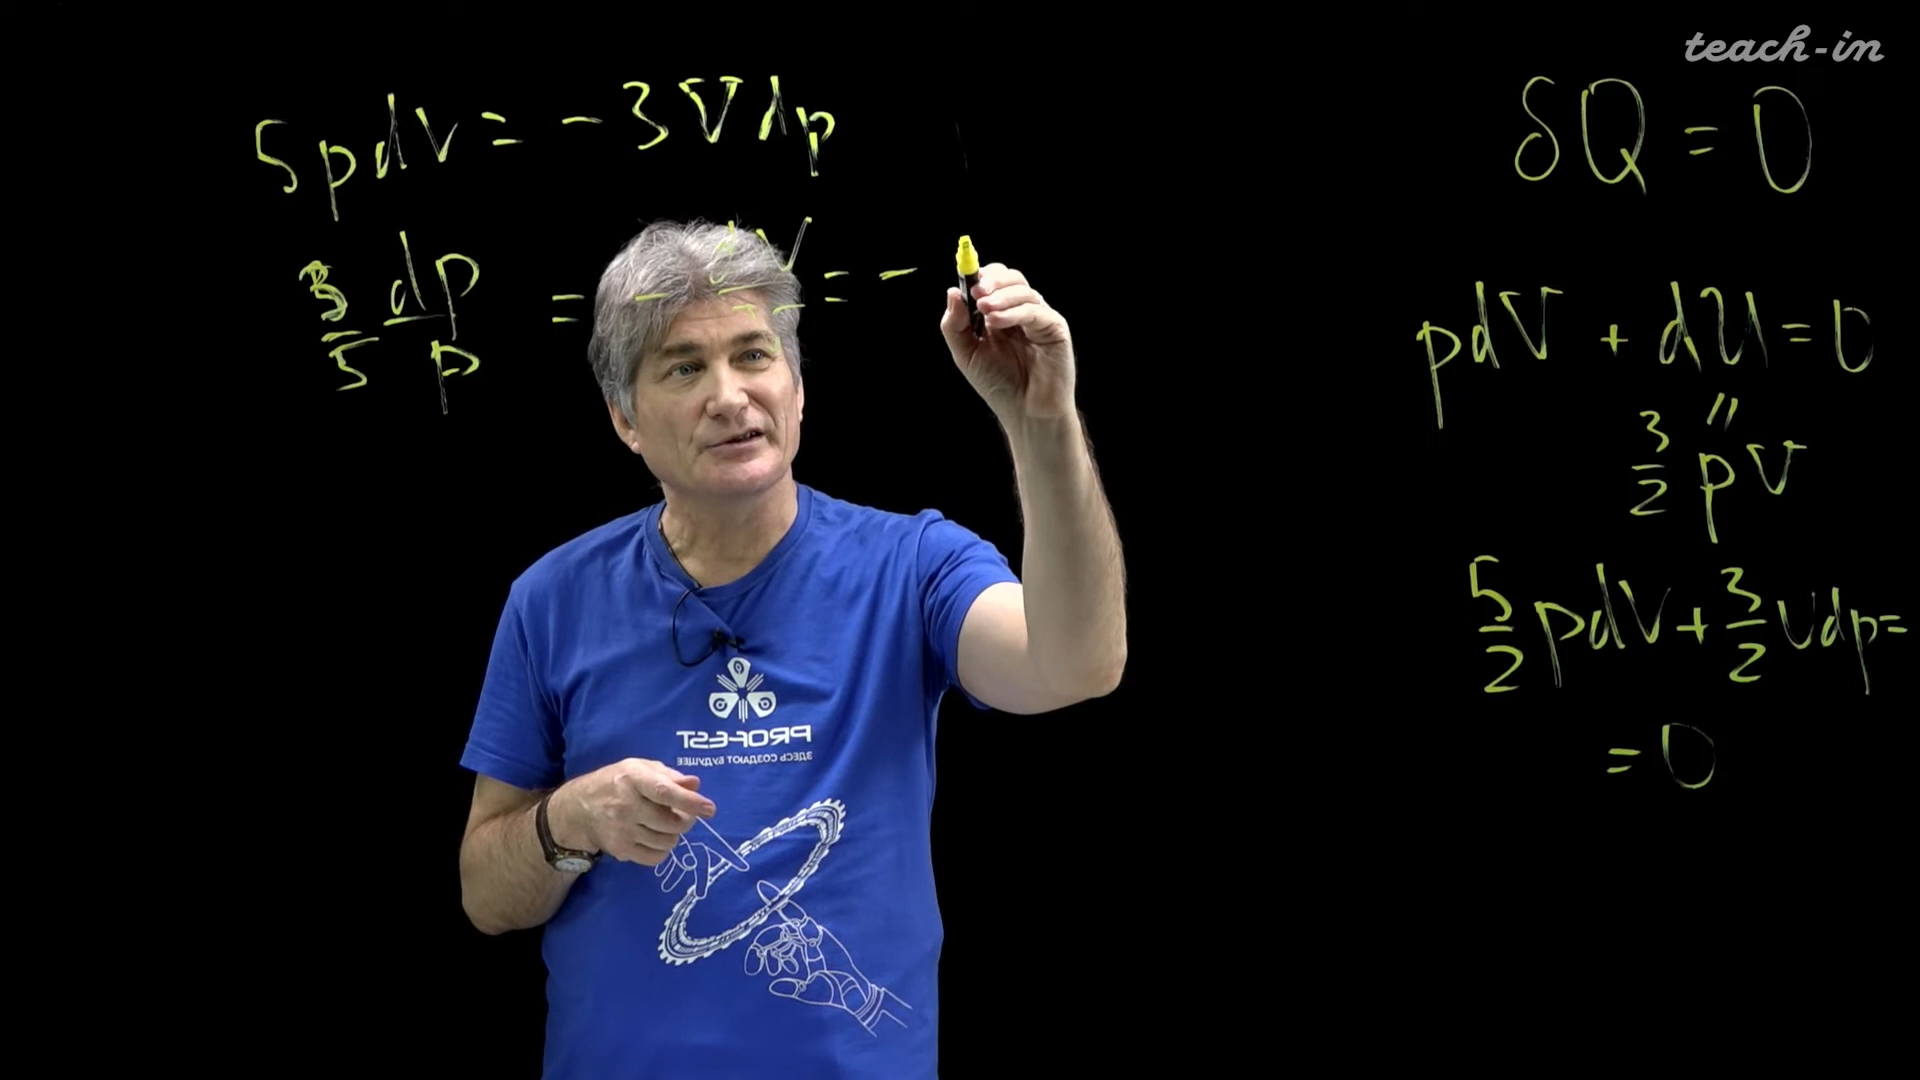 teach-in
5pdV = -3Vdp
3/5 dp/p = - dV/V = -
δQ = 0
pdV + dU = 0
"
3/2 pV
5/2 pdV + 3/2 Vdp =
= 0
PROFEST
ЗДЕСЬ СОЗДАЮТ БУДУЩЕЕ